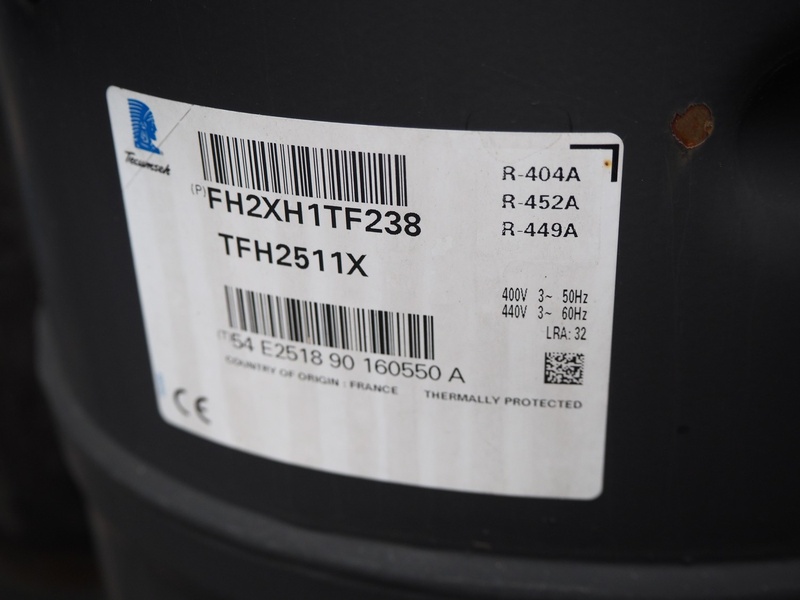 Tecumseh
(P)FH2XH1TF238
TFH2511X
R-404A
R-452A
R-449A
400V 3~ 50Hz
440V 3~ 60Hz
LRA: 32
(T)54 E2518 90 160550 A
COUNTRY OF ORIGIN : FRANCE
THERMALLY PROTECTED
CE